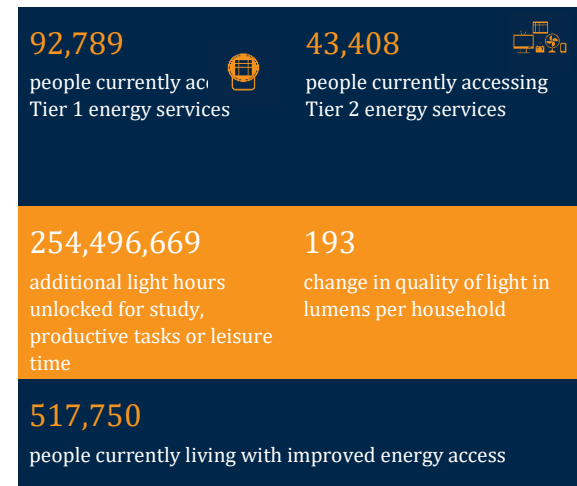 92,789
people currently
Tier 1 energy services
43,408
people currently accessing
Tier 2 energy services
254,496,669
additional light hours
unlocked for study,
productive tasks or leisure
time
193
change in quality of light in
lumens per household
517,750
people currently living with improved energy access